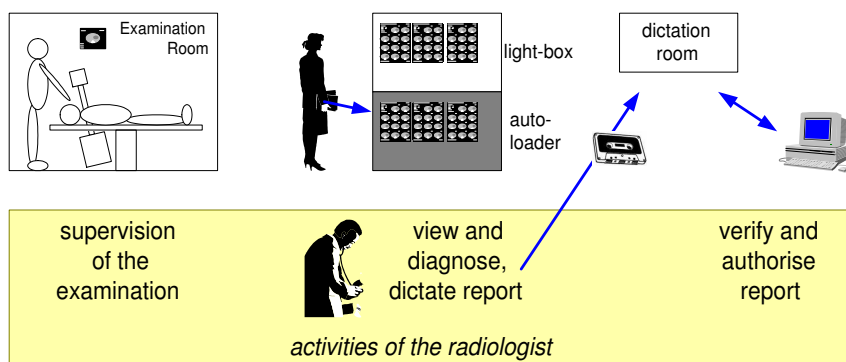 Examination
Room
light-box
auto-
loader
dictation
room
supervision
of the
examination
view and
diagnose,
dictate report
verify and
authorise
report
activities of the radiologist